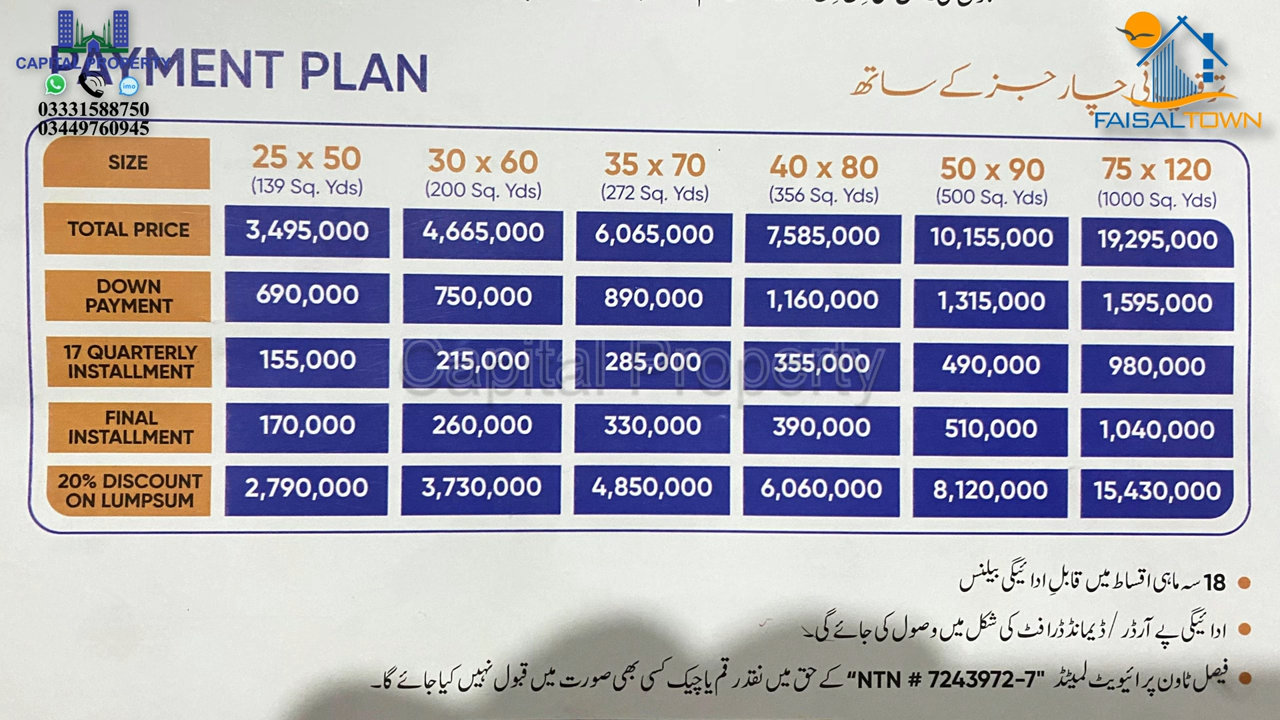 CAPITAL PROPERTY
imo
03331588750
03449760945
PAYMENT PLAN
ترقیاتی چارجز کے ساتھ
FAISALTOWN
SIZE 25 x 50 30 x 60 35 x 70 40 x 80 50 x 90 75 x 120
(139 Sq. Yds) (200 Sq. Yds) (272 Sq. Yds) (356 Sq. Yds) (500 Sq. Yds) (1000 Sq. Yds)
TOTAL PRICE 3,495,000 4,665,000 6,065,000 7,585,000 10,155,000 19,295,000
DOWN
PAYMENT 690,000 750,000 890,000 1,160,000 1,315,000 1,595,000
17 QUARTERLY
INSTALLMENT 155,000 215,000 285,000 355,000 490,000 980,000
Capital Property
FINAL
INSTALLMENT 170,000 260,000 330,000 390,000 510,000 1,040,000
20% DISCOUNT
ON LUMPSUM 2,790,000 3,730,000 4,850,000 6,060,000 8,120,000 15,430,000
● 18 سہ ماہی اقساط میں قابلِ ادائیگی بیلنس
● ادائیگی پے آرڈر / ڈیمانڈ ڈرافٹ کی شکل میں وصول کی جائے گی۔
● فیصل ٹاون پرائیویٹ لمیٹڈ "NTN # 7243972-7" کے حق میں نقد رقم یا چیک کسی بھی صورت میں قبول نہیں کیا جائے گا۔